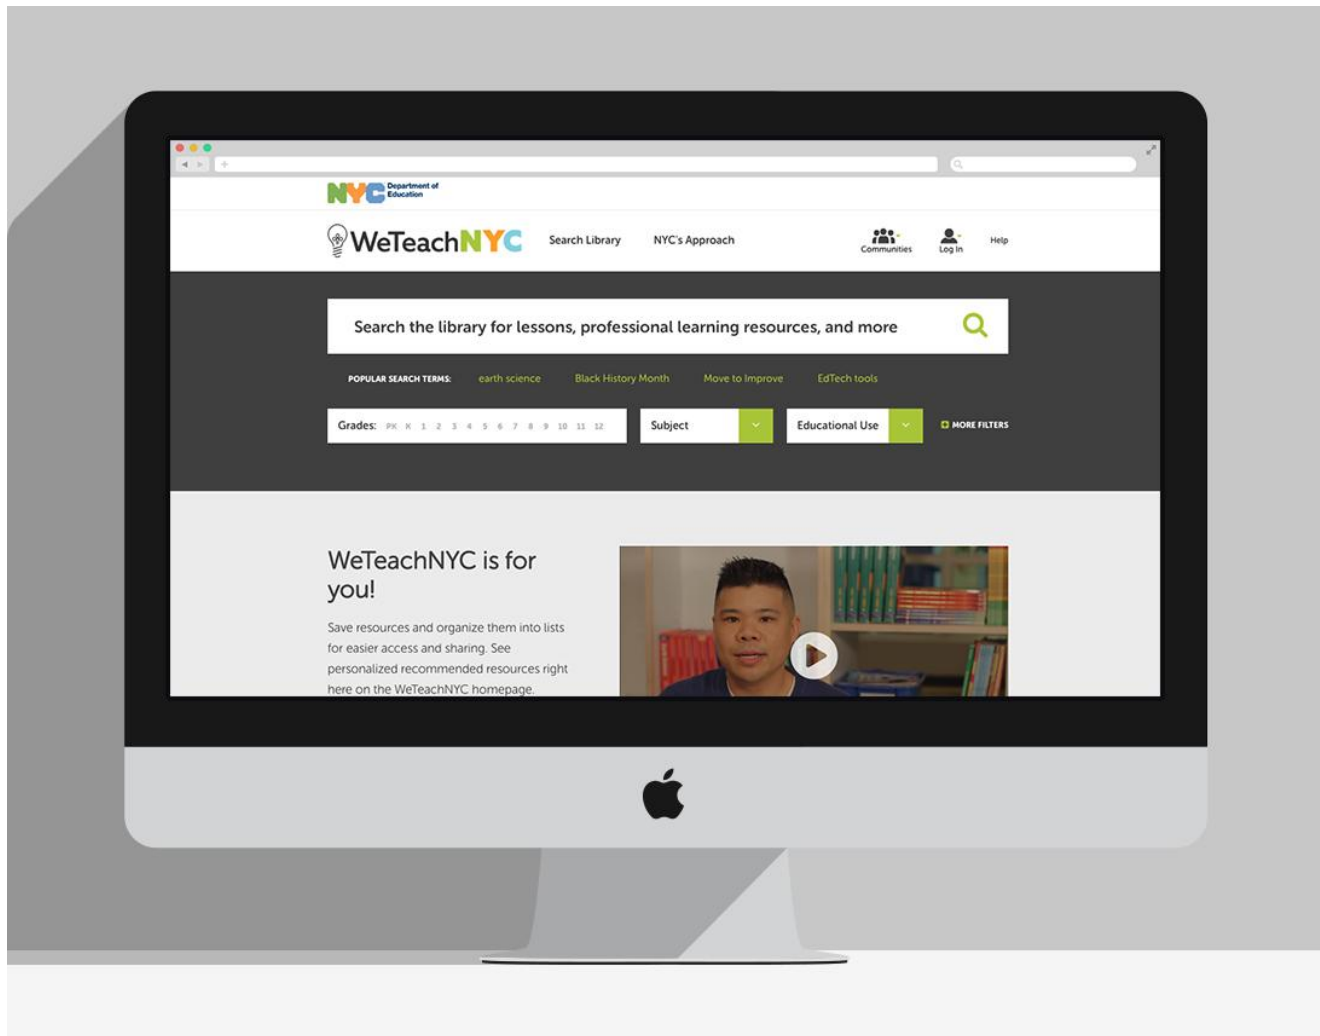 NYC Department of
Education
WeTeachNYC
Search Library
NYC's Approach
Communities
Log In
Help
Search the library for lessons, professional learning resources, and more
POPULAR SEARCH TERMS: earth science Black History Month Move to Improve EdTech tools
Grades: PK K 1 2 3 4 5 6 7 8 9 10 11 12
Subject
Educational Use
MORE FILTERS
WeTeachNYC is for
you!
Save resources and organize them into lists
for easier access and sharing. See
personalized recommended resources right
here on the WeTeachNYC homepage.